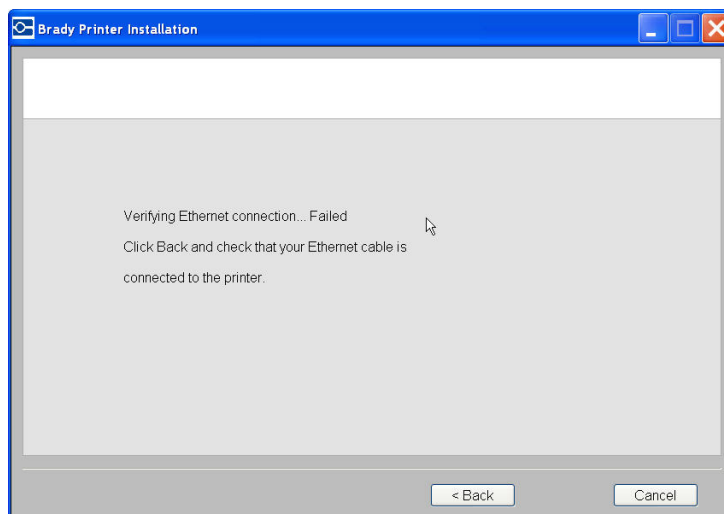 Brady Printer Installation
Verifying Ethernet connection... Failed
Click Back and check that your Ethernet cable is
connected to the printer.
< Back
Cancel